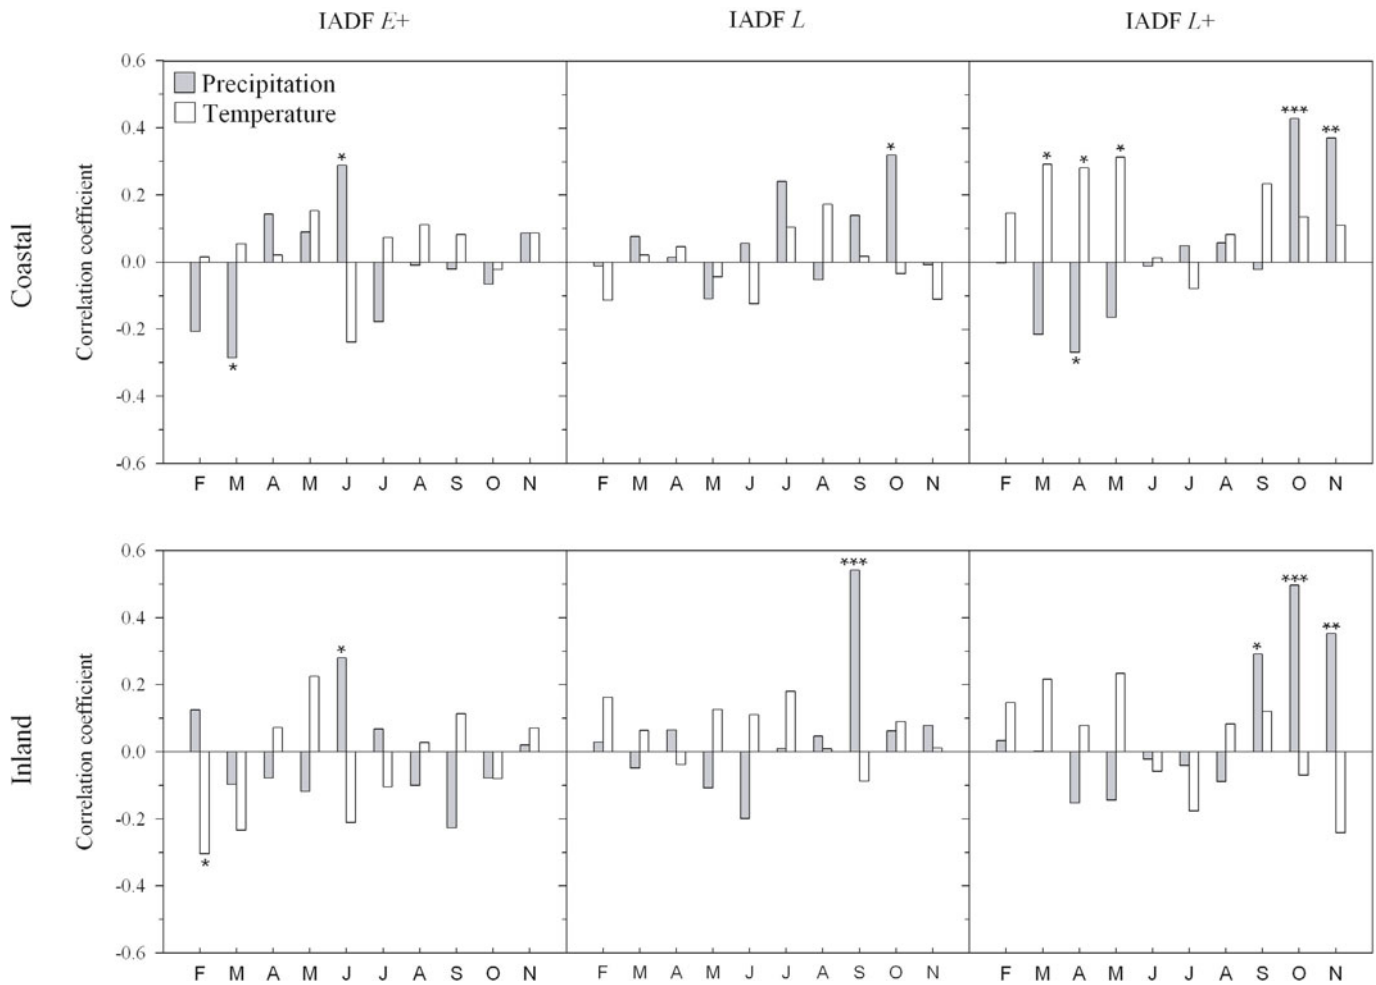 IADF E+ IADF L IADF L+
Coastal
Correlation coefficient
0.6
0.4
0.2
0.0
-0.2
-0.4
-0.6
Precipitation
Temperature
*
*
*
*
*
*
*
***
**
F M A M J J A S O N
F M A M J J A S O N
F M A M J J A S O N
Inland
Correlation coefficient
0.6
0.4
0.2
0.0
-0.2
-0.4
-0.6
*
*
***
*
***
**
F M A M J J A S O N
F M A M J J A S O N
F M A M J J A S O N